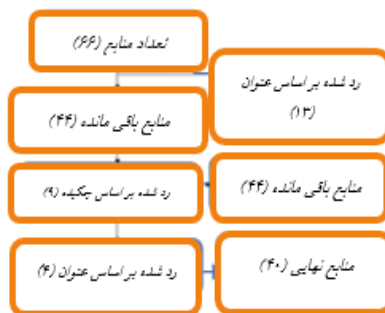 تعداد منابع (۶۶)
رد شده بر اساس عنوان
(۱۳)
منابع باقی مانده (۴۴)
منابع باقی مانده (۴۴)
رد شده بر اساس چکیده (۹)
منابع نهایی (۴۰)
رد شده بر اساس عنوان (۴)